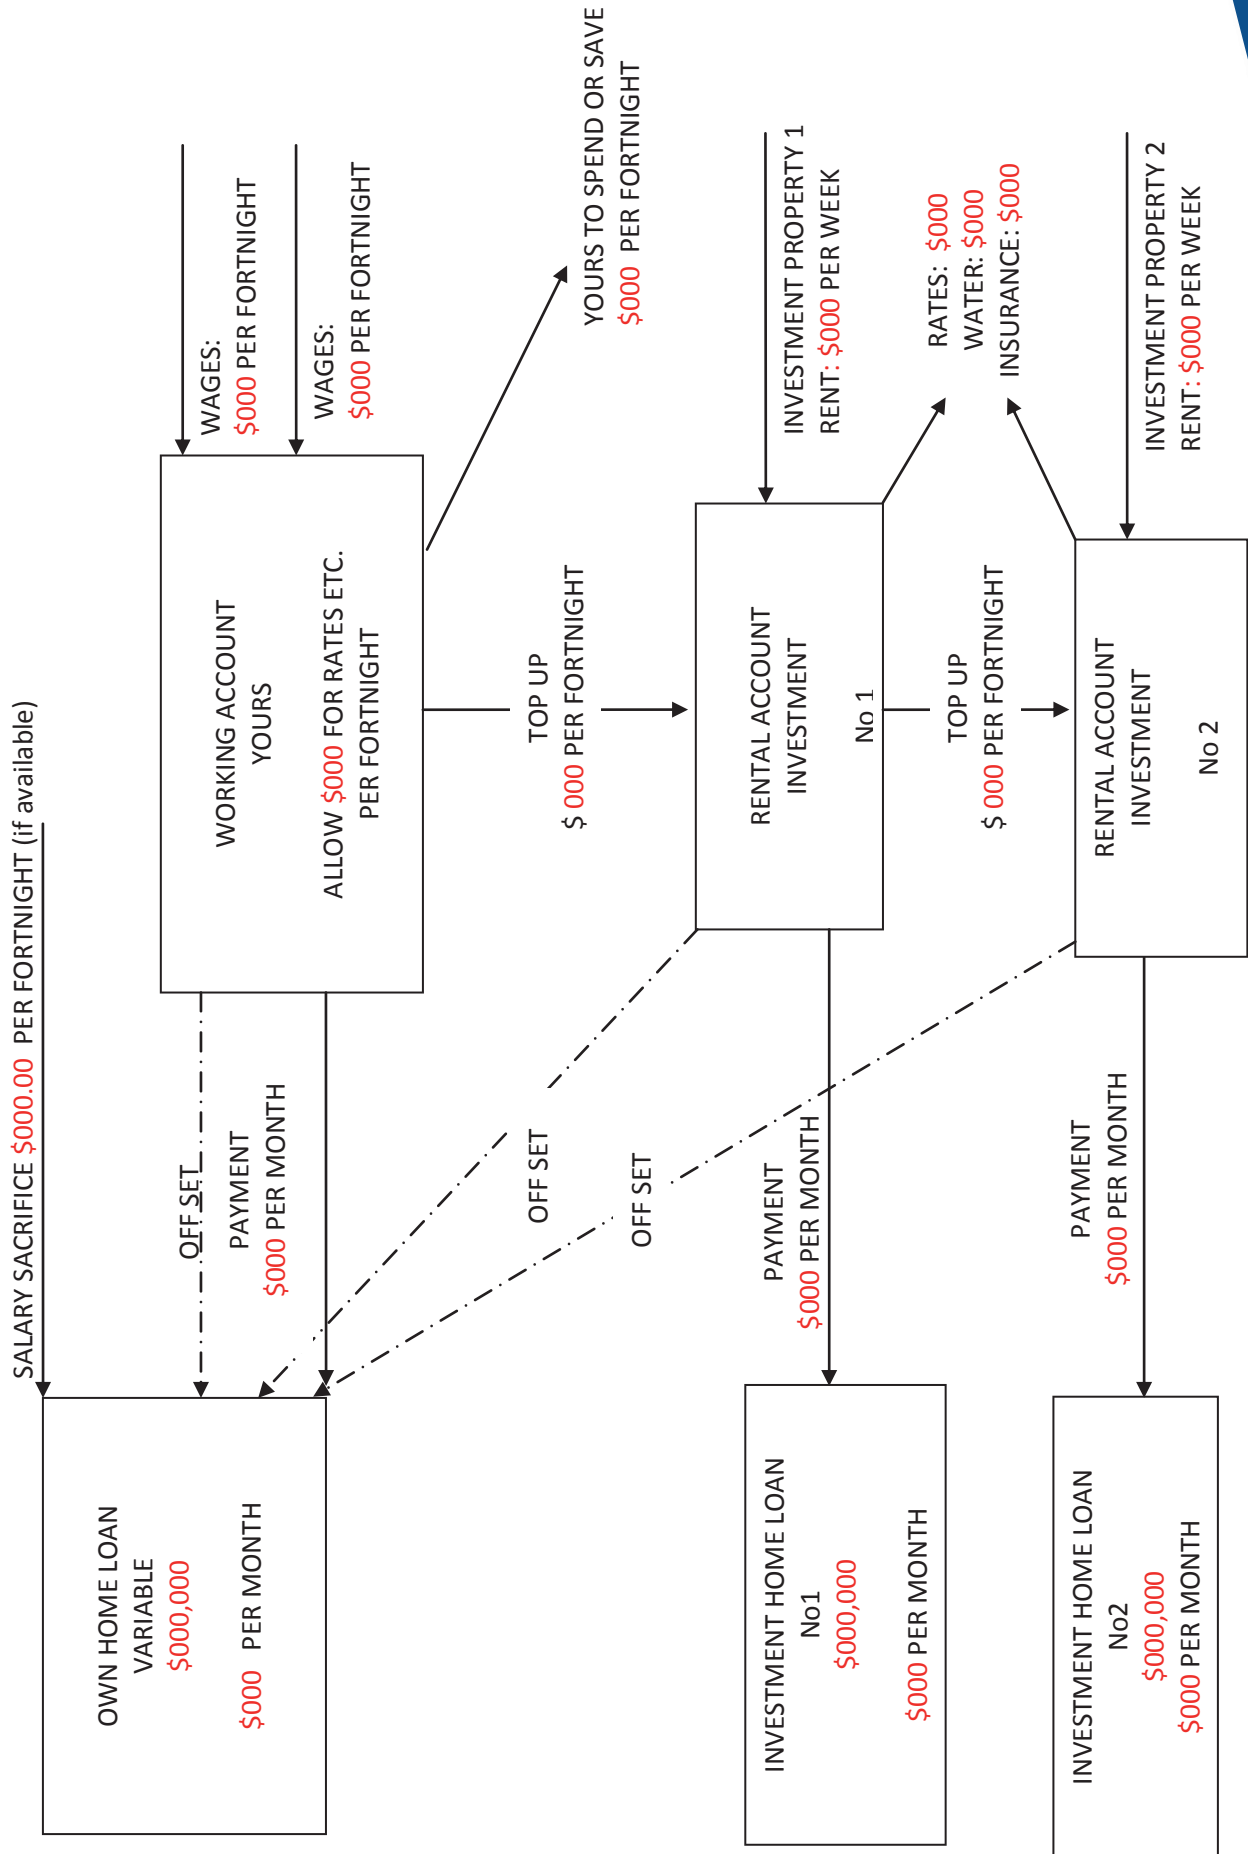 SALARY SACRIFICE $000.00 PER FORTNIGHT (if available)
OWN HOME LOAN
VARIABLE
$000,000
$000 PER MONTH
OFF SET
PAYMENT
$000 PER MONTH
WORKING ACCOUNT
YOURS
ALLOW $000 FOR RATES ETC.
PER FORTNIGHT
WAGES:
$000 PER FORTNIGHT
WAGES:
$000 PER FORTNIGHT
YOURS TO SPEND OR SAVE
$000 PER FORTNIGHT
TOP UP
$ 000 PER FORTNIGHT
OFF SET
OFF SET
INVESTMENT HOME LOAN
No1
$000,000
$000 PER MONTH
PAYMENT
$000 PER MONTH
RENTAL ACCOUNT
INVESTMENT
No 1
INVESTMENT PROPERTY 1
RENT: $000 PER WEEK
RATES: $000
WATER: $000
INSURANCE: $000
TOP UP
$ 000 PER FORTNIGHT
INVESTMENT HOME LOAN
No2
$000,000
$000 PER MONTH
PAYMENT
$000 PER MONTH
RENTAL ACCOUNT
INVESTMENT
No 2
INVESTMENT PROPERTY 2
RENT: $000 PER WEEK